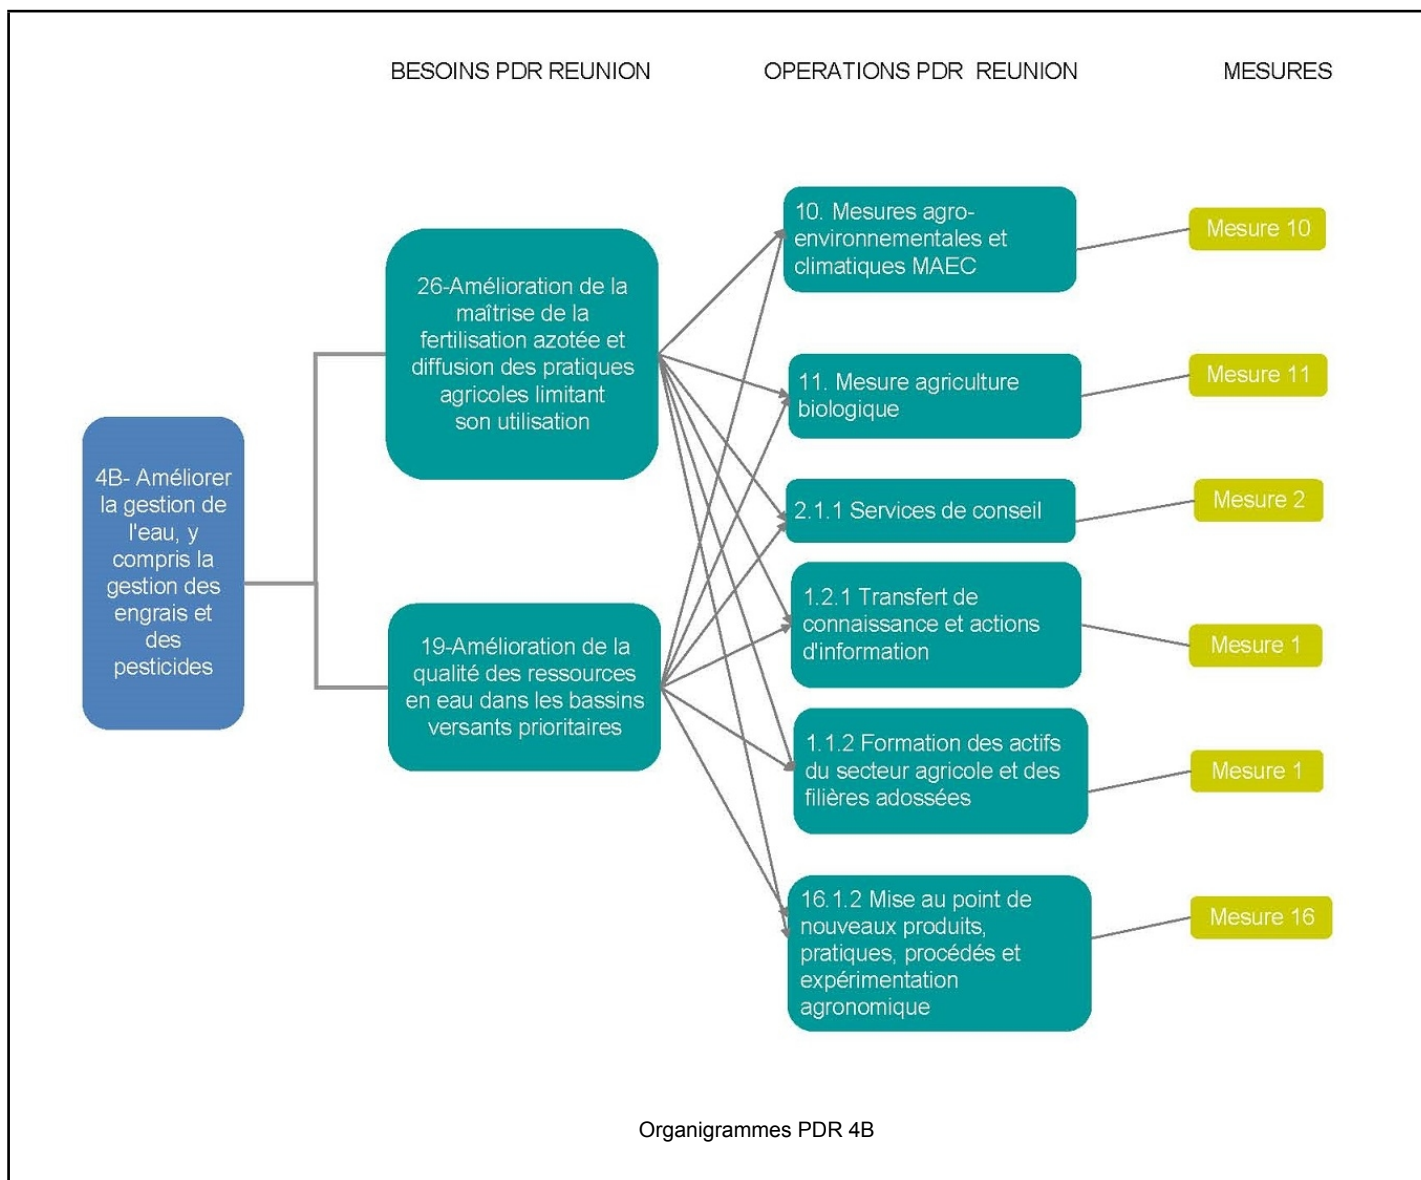 BESOINS PDR REUNION
OPERATIONS PDR REUNION
MESURES
4B- Améliorer
la gestion de
l'eau, y
compris la
gestion des
engrais et
des
pesticides
26-Amélioration de la
maîtrise de la
fertilisation azotée et
diffusion des pratiques
agricoles limitant
son utilisation
19-Amélioration de la
qualité des ressources
en eau dans les bassins
versants prioritaires
10. Mesures agro-
environnementales et
climatiques MAEC
Mesure 10
11. Mesure agriculture
biologique
Mesure 11
2.1.1 Services de conseil
Mesure 2
1.2.1 Transfert de
connaissance et actions
d'information
Mesure 1
1.1.2 Formation des actifs
du secteur agricole et des
filières adossées
Mesure 1
16.1.2 Mise au point de
nouveaux produits,
pratiques, procédés et
expérimentation
agronomique
Mesure 16
Organigrammes PDR 4B